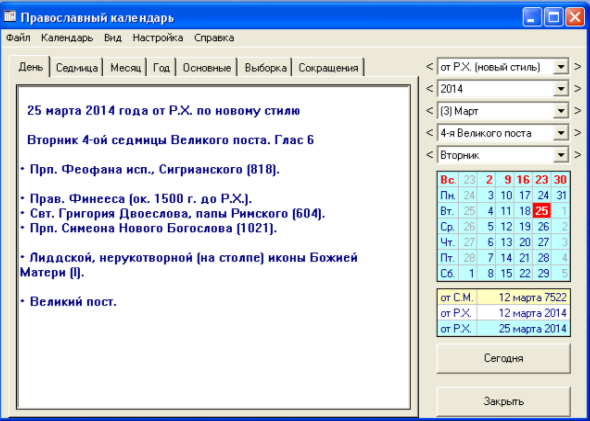 Православный календарь
Файл Календарь Вид Настройка Справка
День Седмица Месяц Год Основные Выборка Сокращения
25 марта 2014 года от Р.Х. по новому стилю
Вторник 4-ой седмицы Великого поста. Глас 6
• Прп. Феофана исп., Сигрианского (818).
• Прав. Финееса (ок. 1500 г. до Р.Х.).
• Свт. Григория Двоеслова, папы Римского (604).
• Прп. Симеона Нового Богослова (1021).
• Лиддской, нерукотворной (на столпе) иконы Божией
Матери (I).
• Великий пост.
< от Р.Х. (новый стиль) >
< 2014 >
< (3) Март >
< 4-я Великого поста >
< Вторник >
Вс. 23 2 9 16 23 30
Пн. 24 3 10 17 24 31
Вт. 25 4 11 18 25 1
Ср. 26 5 12 19 26 2
Чт. 27 6 13 20 27 3
Пт. 28 7 14 21 28 4
Сб. 1 8 15 22 29 5
от С.М. 12 марта 7522
от Р.Х. 12 марта 2014
от Р.Х. 25 марта 2014
Сегодня
Закрыть